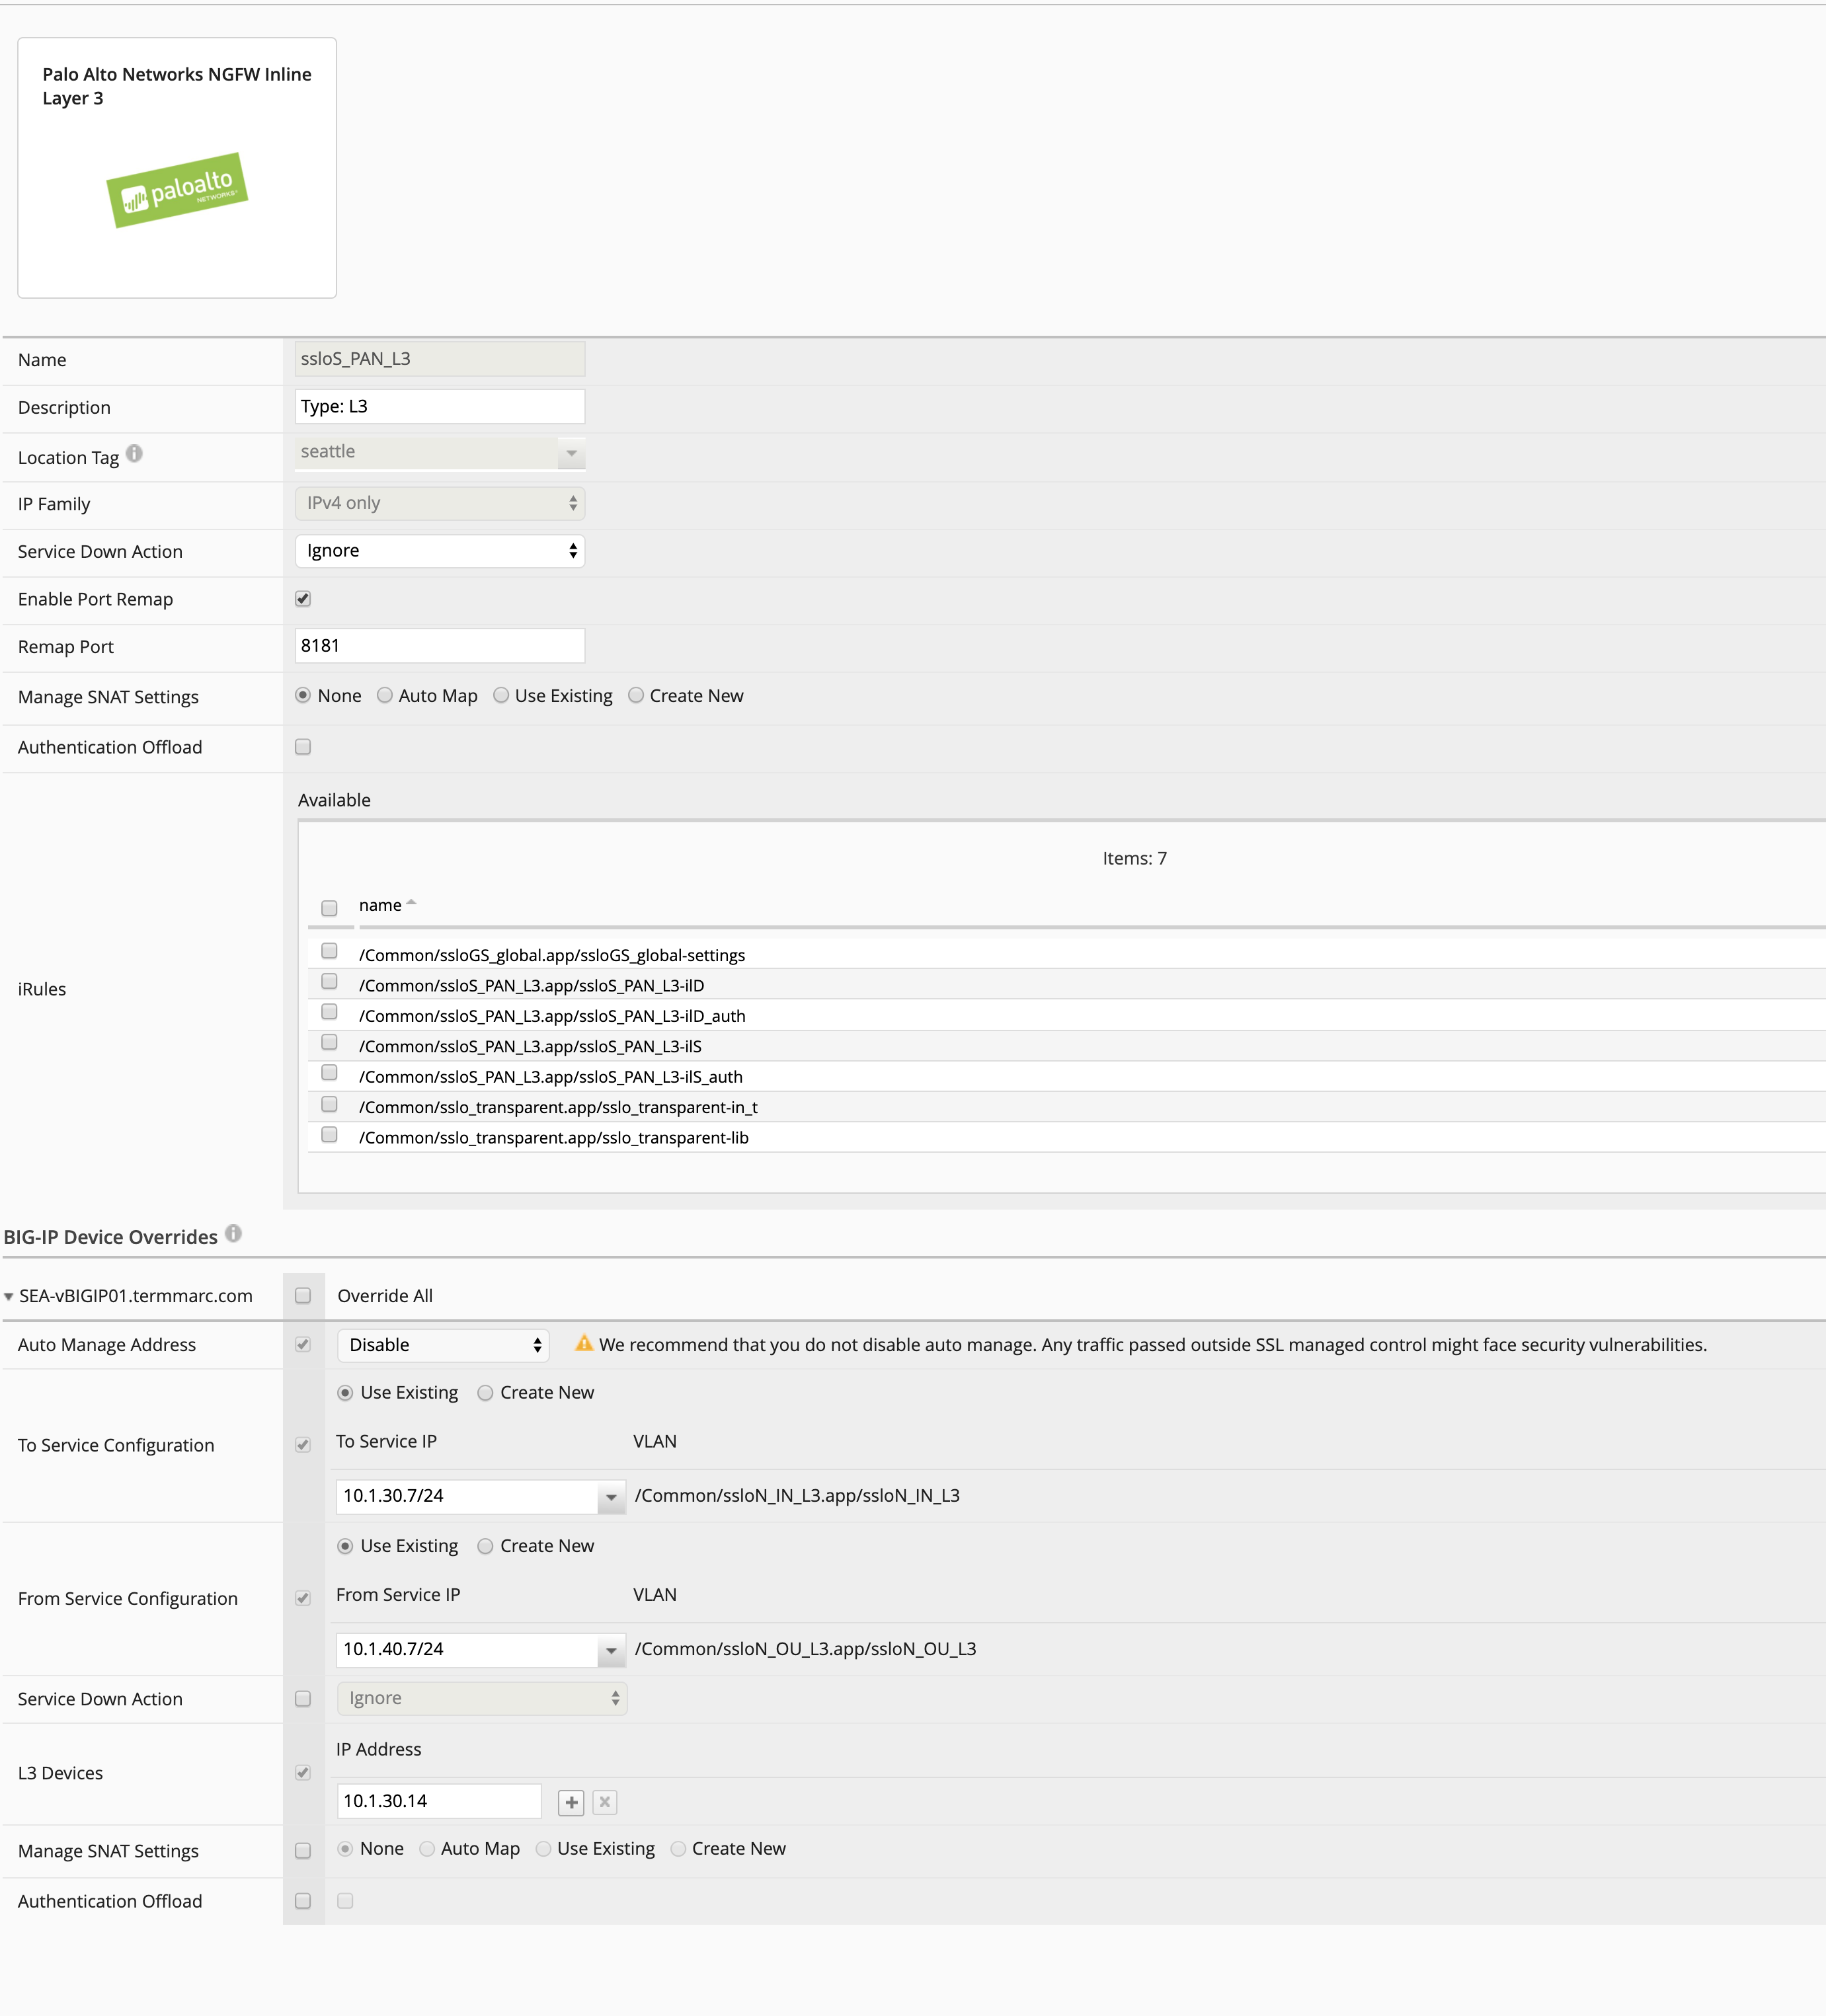 Palo Alto Networks NGFW Inline
Layer 3
paloalto
NETWORKS
Name
ssloS_PAN_L3
Description
Type: L3
Location Tag
seattle
IP Family
IPv4 only
Service Down Action
Ignore
Enable Port Remap
Remap Port
8181
Manage SNAT Settings
None Auto Map Use Existing Create New
Authentication Offload
iRules
Available
Items: 7
name
/Common/ssloGS_global.app/ssloGS_global-settings
/Common/ssloS_PAN_L3.app/ssloS_PAN_L3-ilD
/Common/ssloS_PAN_L3.app/ssloS_PAN_L3-ilD_auth
/Common/ssloS_PAN_L3.app/ssloS_PAN_L3-ilS
/Common/ssloS_PAN_L3.app/ssloS_PAN_L3-ilS_auth
/Common/sslo_transparent.app/sslo_transparent-in_t
/Common/sslo_transparent.app/sslo_transparent-lib
BIG-IP Device Overrides
SEA-vBIGIP01.termmarc.com
Override All
Auto Manage Address
Disable
We recommend that you do not disable auto manage. Any traffic passed outside SSL managed control might face security vulnerabilities.
To Service Configuration
Use Existing Create New
To Service IP VLAN
10.1.30.7/24 /Common/ssloN_IN_L3.app/ssloN_IN_L3
From Service Configuration
Use Existing Create New
From Service IP VLAN
10.1.40.7/24 /Common/ssloN_OU_L3.app/ssloN_OU_L3
Service Down Action
Ignore
L3 Devices
IP Address
10.1.30.14
Manage SNAT Settings
None Auto Map Use Existing Create New
Authentication Offload